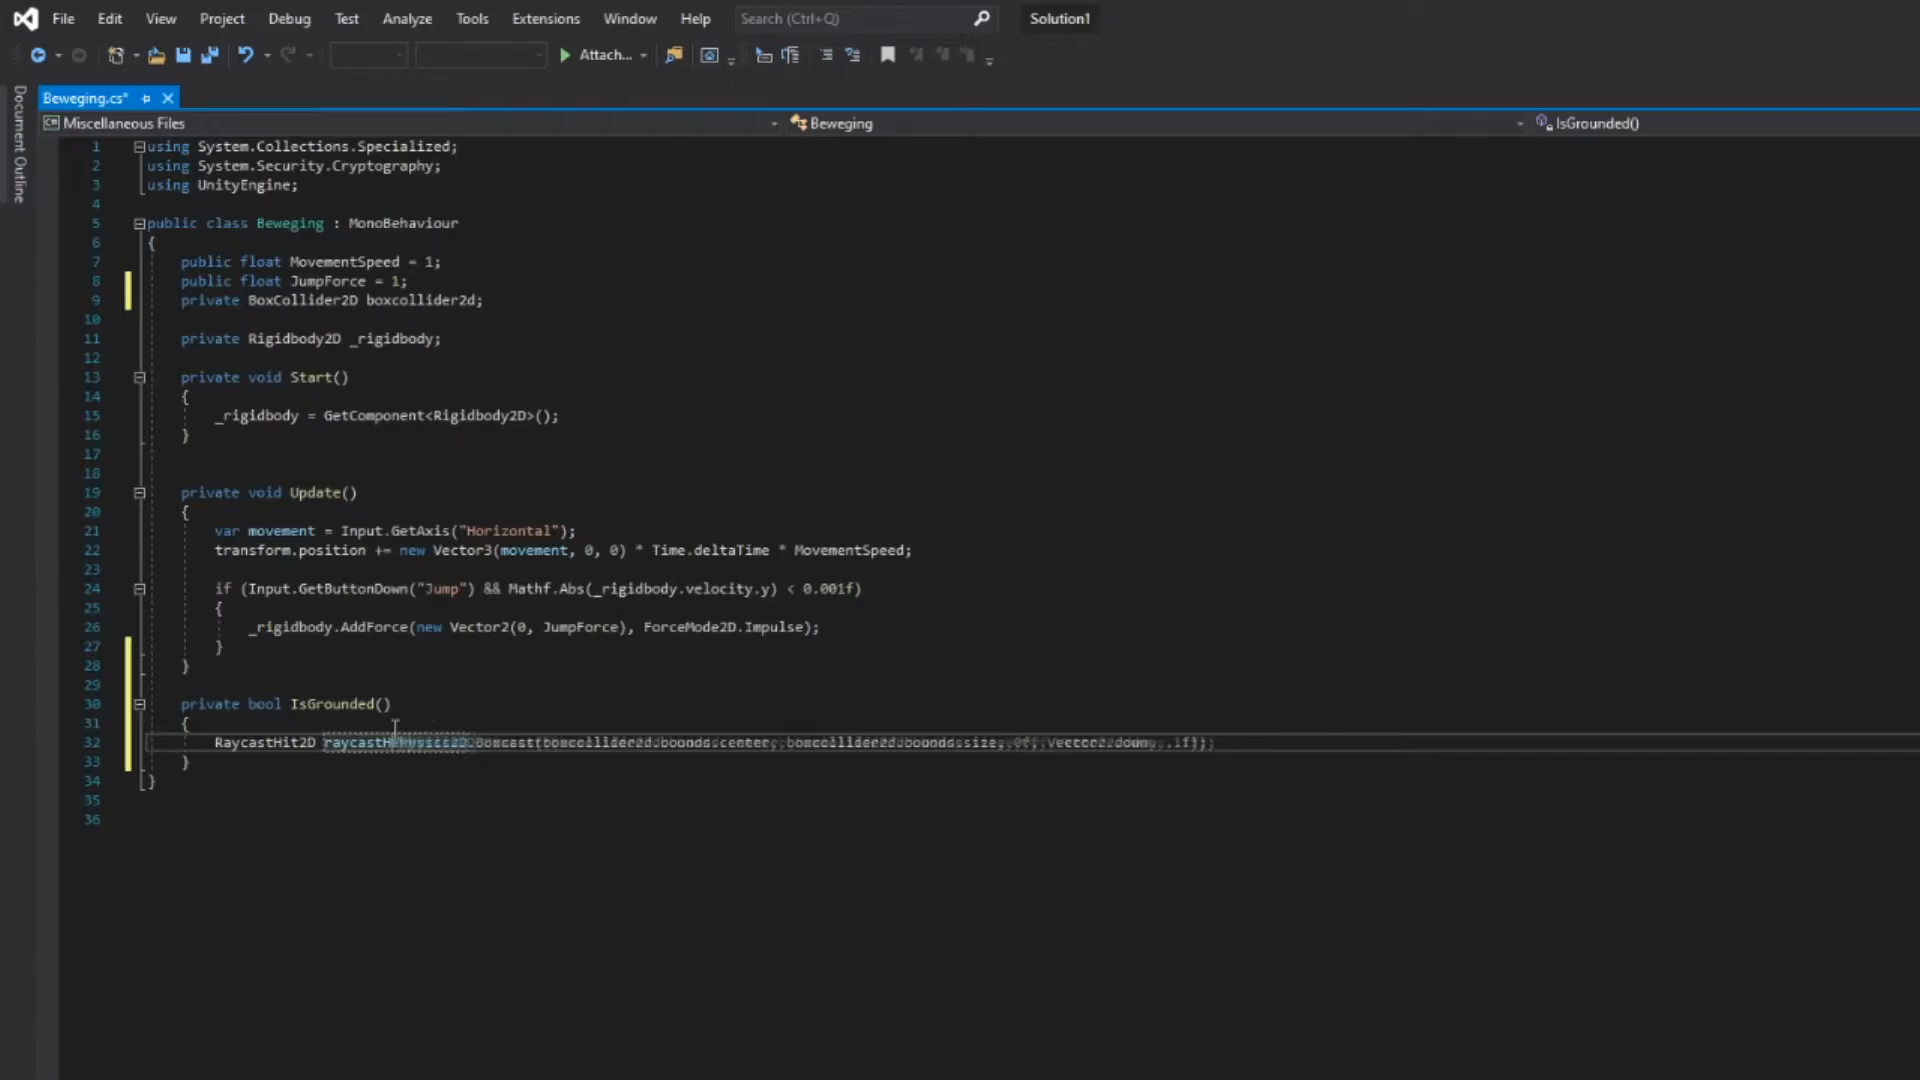 File Edit View Project Debug Test Analyze Tools Extensions Window Help Search (Ctrl+Q) Solution1
Attach...
Document Outline
Beweging.cs*
Miscellaneous Files Beweging IsGrounded()
1 using System.Collections.Specialized;
2 using System.Security.Cryptography;
3 using UnityEngine;
4
5 public class Beweging : MonoBehaviour
6 {
7 public float MovementSpeed = 1;
8 public float JumpForce = 1;
9 private BoxCollider2D boxcollider2d;
10
11 private Rigidbody2D _rigidbody;
12
13 private void Start()
14 {
15 _rigidbody = GetComponent<Rigidbody2D>();
16 }
17
18
19 private void Update()
20 {
21 var movement = Input.GetAxis("Horizontal");
22 transform.position += new Vector3(movement, 0, 0) * Time.deltaTime * MovementSpeed;
23
24 if (Input.GetButtonDown("Jump") && Mathf.Abs(_rigidbody.velocity.y) < 0.001f)
25 {
26 _rigidbody.AddForce(new Vector2(0, JumpForce), ForceMode2D.Impulse);
27 }
28 }
29
30 private bool IsGrounded()
31 {
32 RaycastHit2D
33 }
34 }
35
36